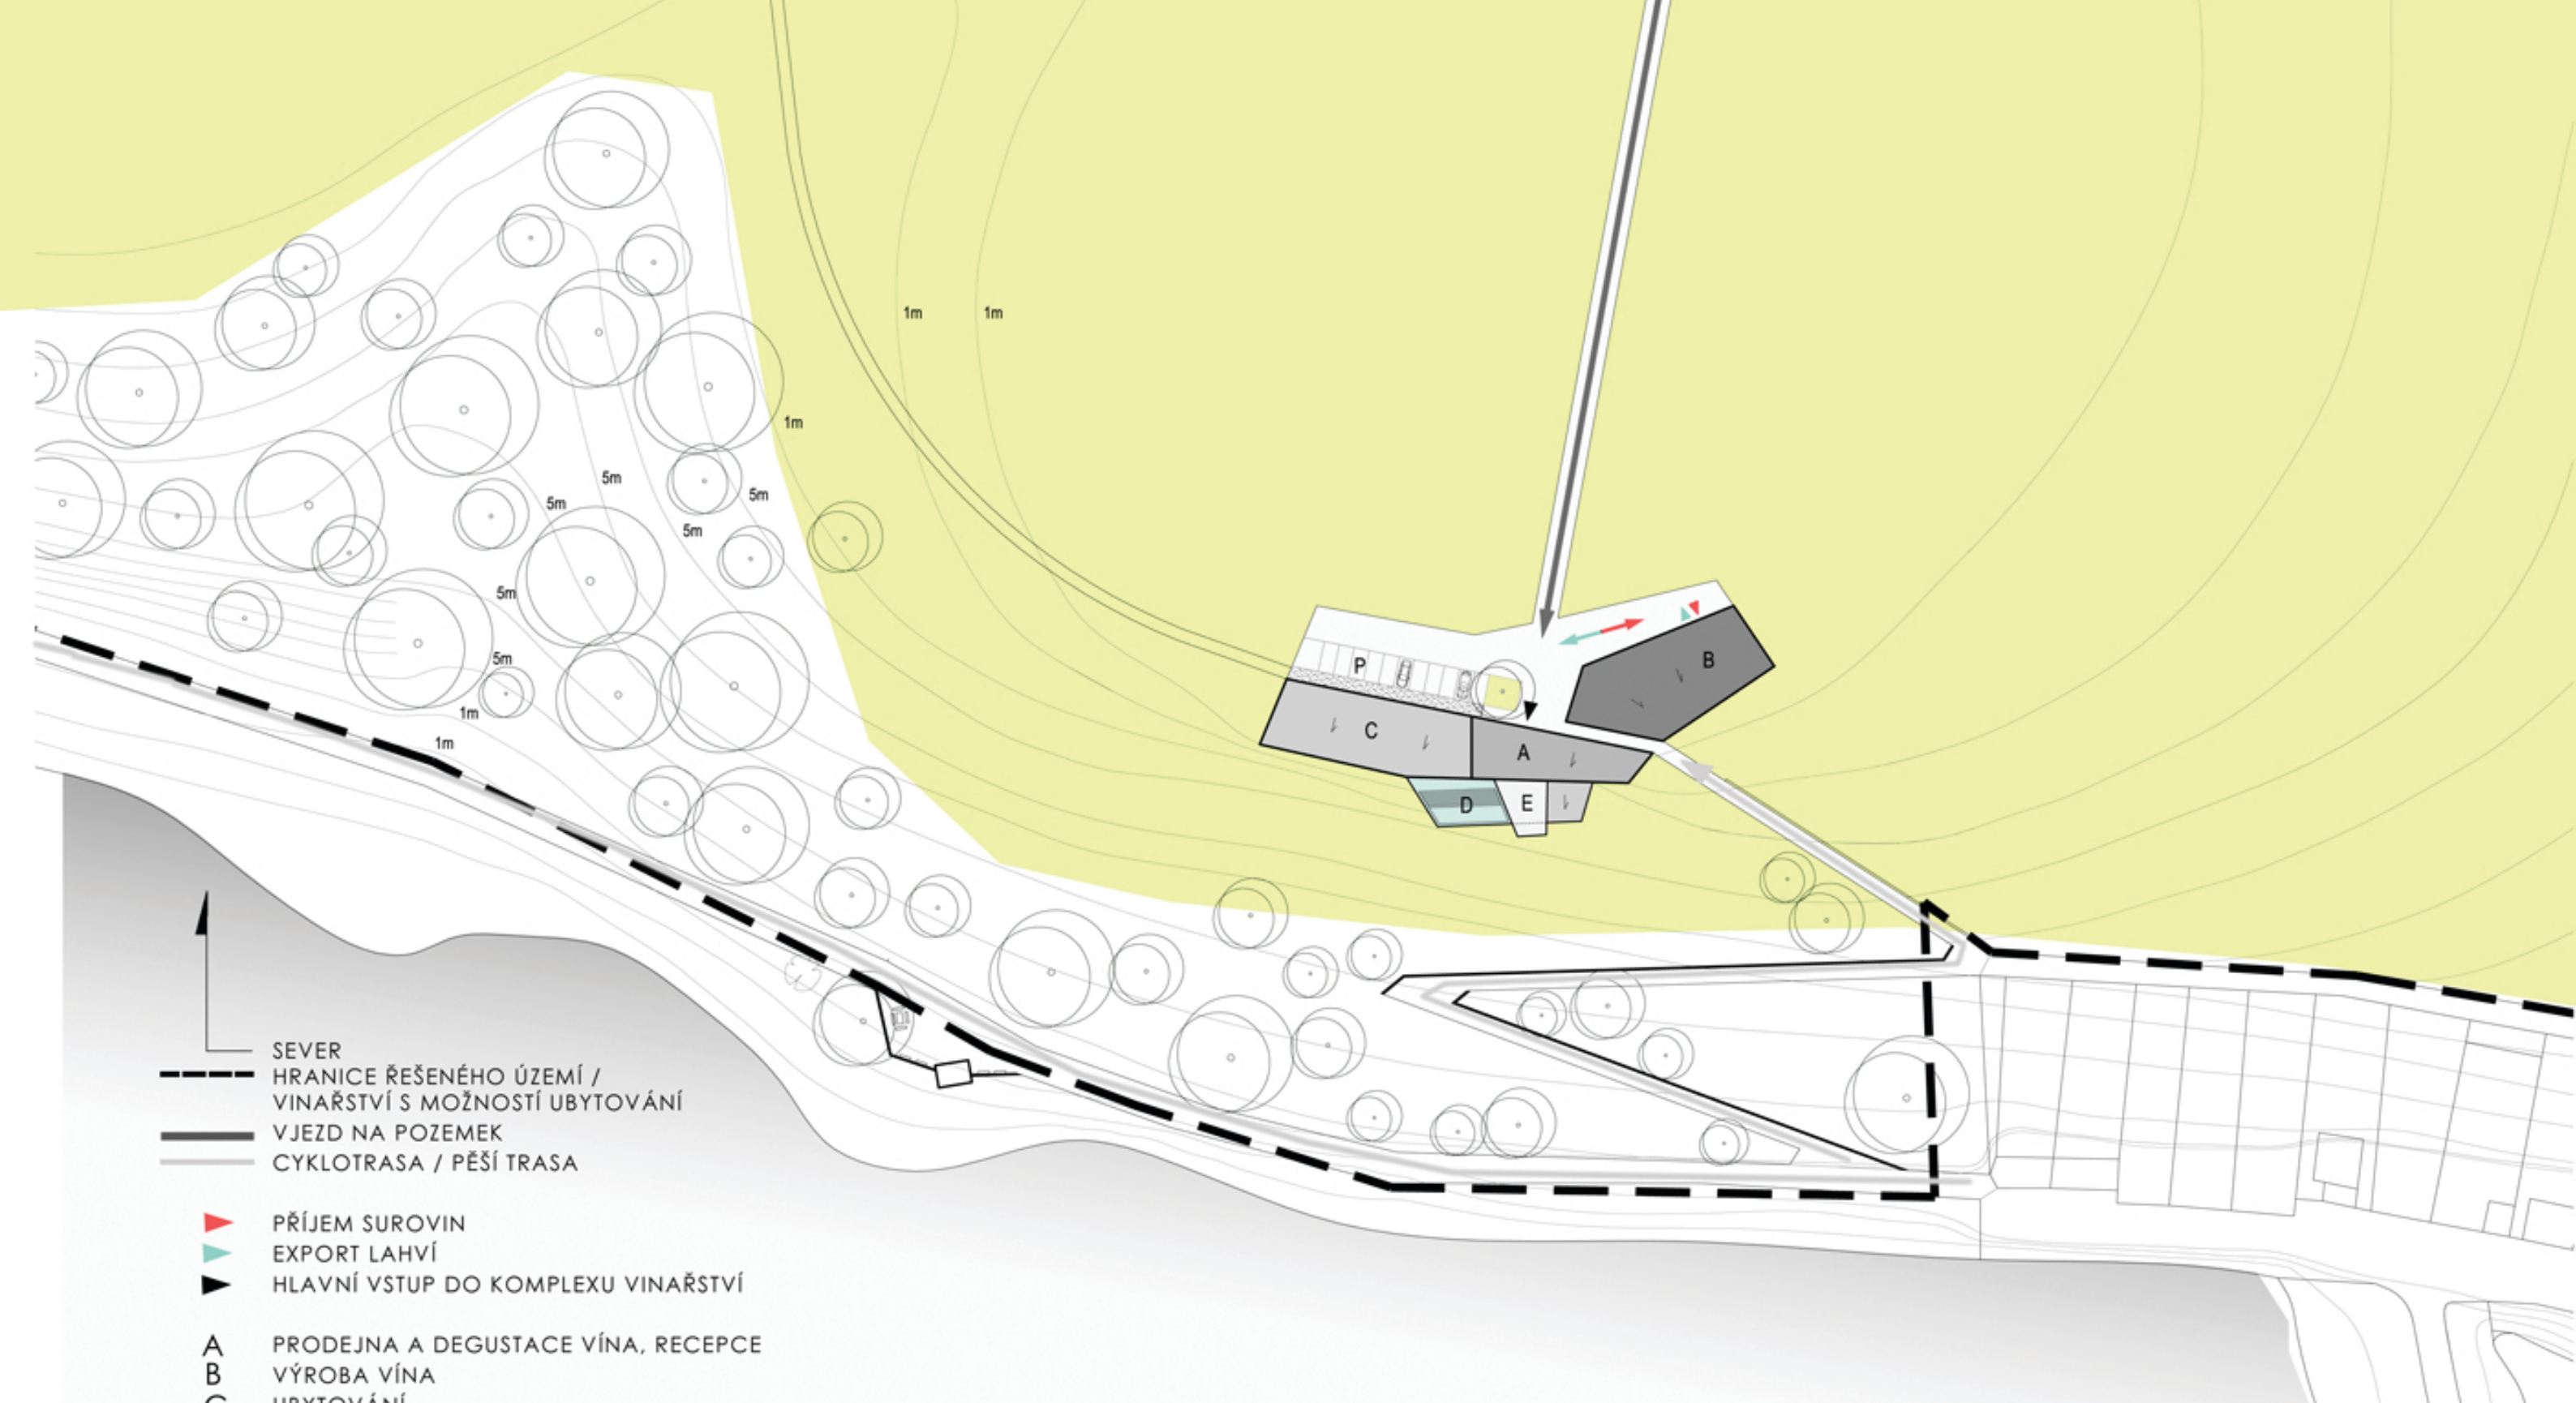 1m
1m
1m
5m
5m
5m
5m
5m
5m
1m
1m
P
B
C
A
D
E
SEVER
HRANICE ŘEŠENÉHO ÚZEMÍ /
VINAŘSTVÍ S MOŽNOSTÍ UBYTOVÁNÍ
VJEZD NA POZEMEK
CYKLOTRASA / PĚŠÍ TRASA
PŘÍJEM SUROVIN
EXPORT LAHVÍ
HLAVNÍ VSTUP DO KOMPLEXU VINAŘSTVÍ
A PRODEJNA A DEGUSTACE VÍNA, RECEPCE
B VÝROBA VÍNA
C UBYTOVÁNÍ